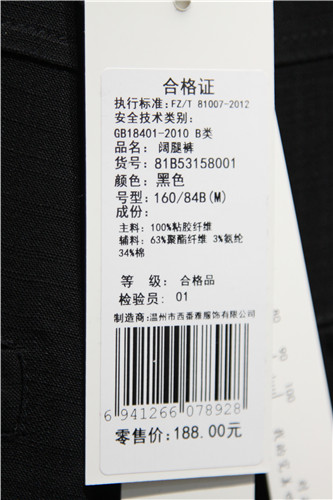 合格证
执行标准: FZ/T 81007-2012
安全技术类别:
GB18401-2010 B类
品名: 阔腿裤
货号: 81B53158001
颜色: 黑色
号型: 160/84B(M)
成份:
主料: 100%粘胶纤维
辅料: 63%聚酯纤维 3%氨纶
34%棉
等 级: 合格品
检验员: 01
制造商: 温州市西番雅服饰有限公司
6 941266 078928
零售价: 188.00元
80
90
100